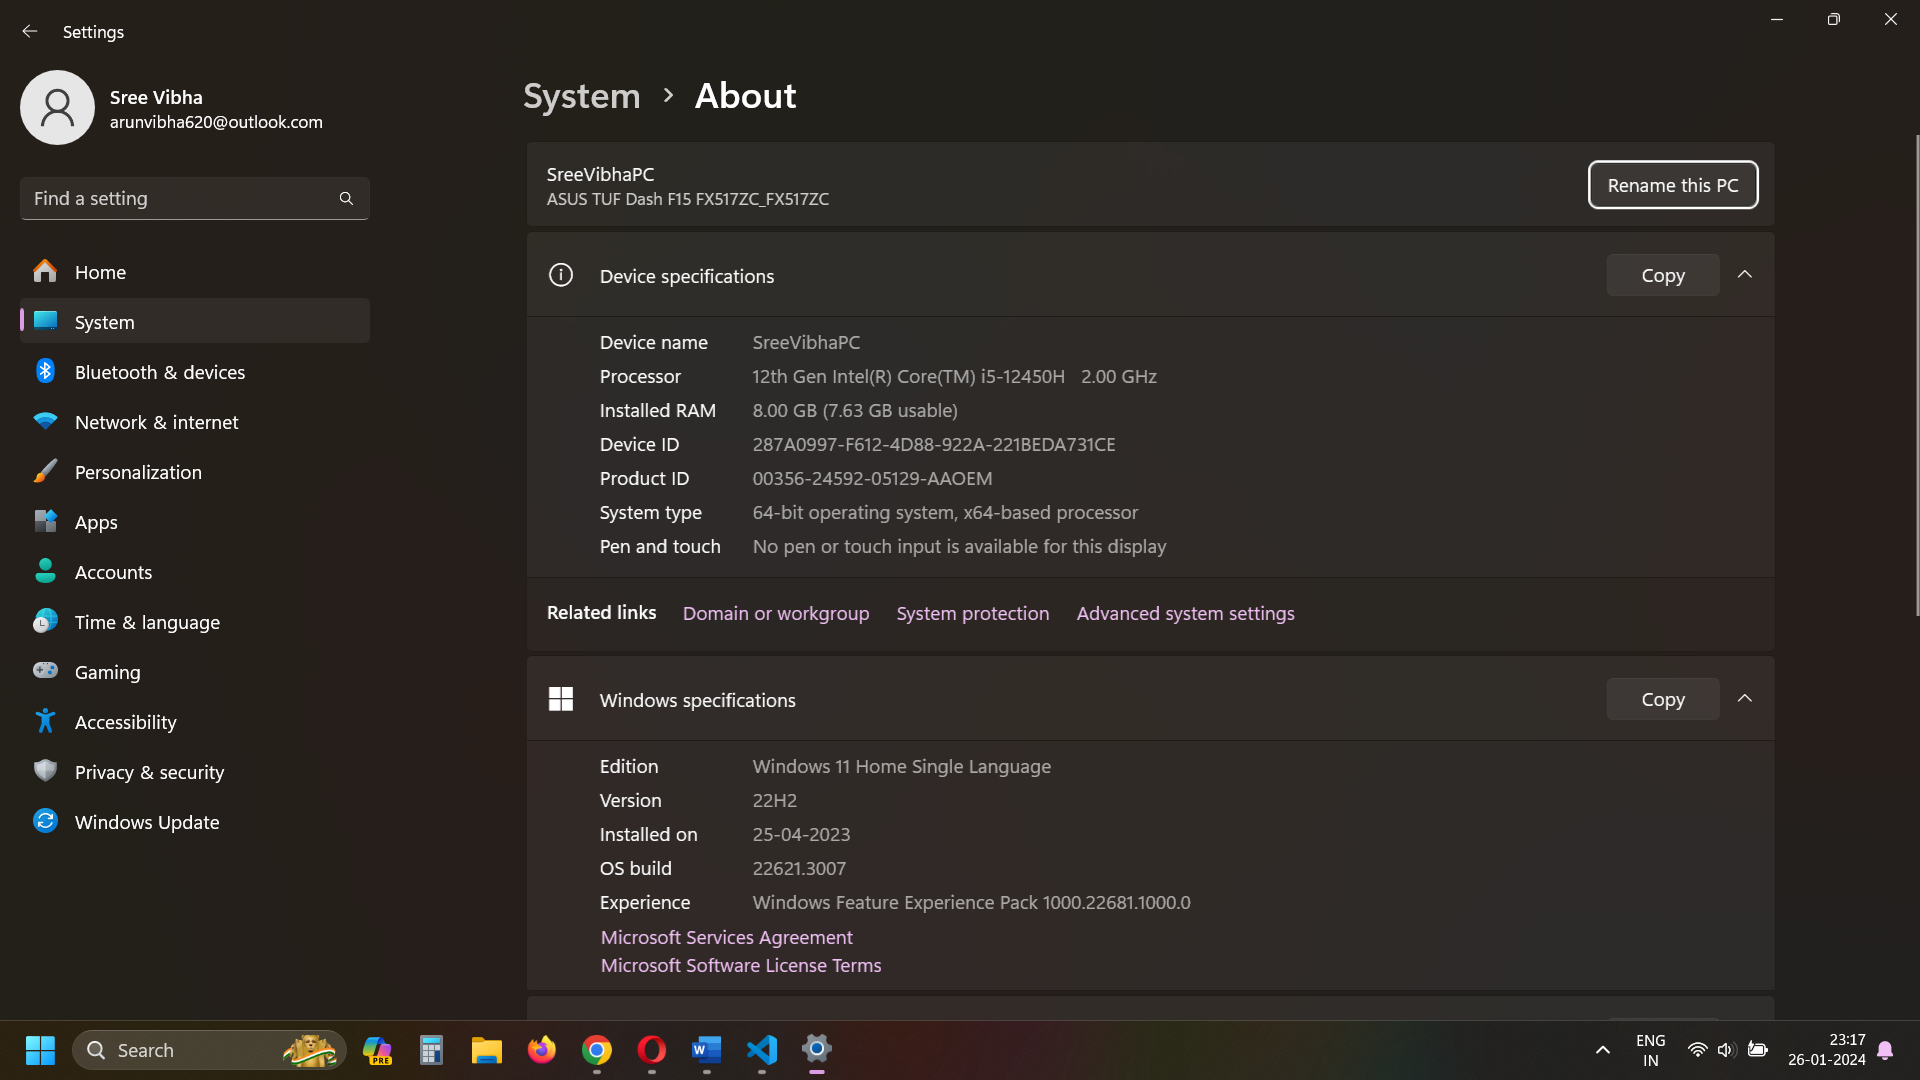 Settings
Sree Vibha
arunvibha620@outlook.com
Find a setting
Home
System
Bluetooth & devices
Network & internet
Personalization
Apps
Accounts
Time & language
Gaming
Accessibility
Privacy & security
Windows Update
System > About
SreeVibhaPC
ASUS TUF Dash F15 FX517ZC_FX517ZC
Rename this PC
Device specifications
Copy
Device name SreeVibhaPC
Processor 12th Gen Intel(R) Core(TM) i5-12450H 2.00 GHz
Installed RAM 8.00 GB (7.63 GB usable)
Device ID 287A0997-F612-4D88-922A-221BEDA731CE
Product ID 00356-24592-05129-AAOEM
System type 64-bit operating system, x64-based processor
Pen and touch No pen or touch input is available for this display
Related links Domain or workgroup System protection Advanced system settings
Windows specifications
Copy
Edition Windows 11 Home Single Language
Version 22H2
Installed on 25-04-2023
OS build 22621.3007
Experience Windows Feature Experience Pack 1000.22681.1000.0
Microsoft Services Agreement
Microsoft Software License Terms
Search
PRE
W
ENG
IN
23:17
26-01-2024